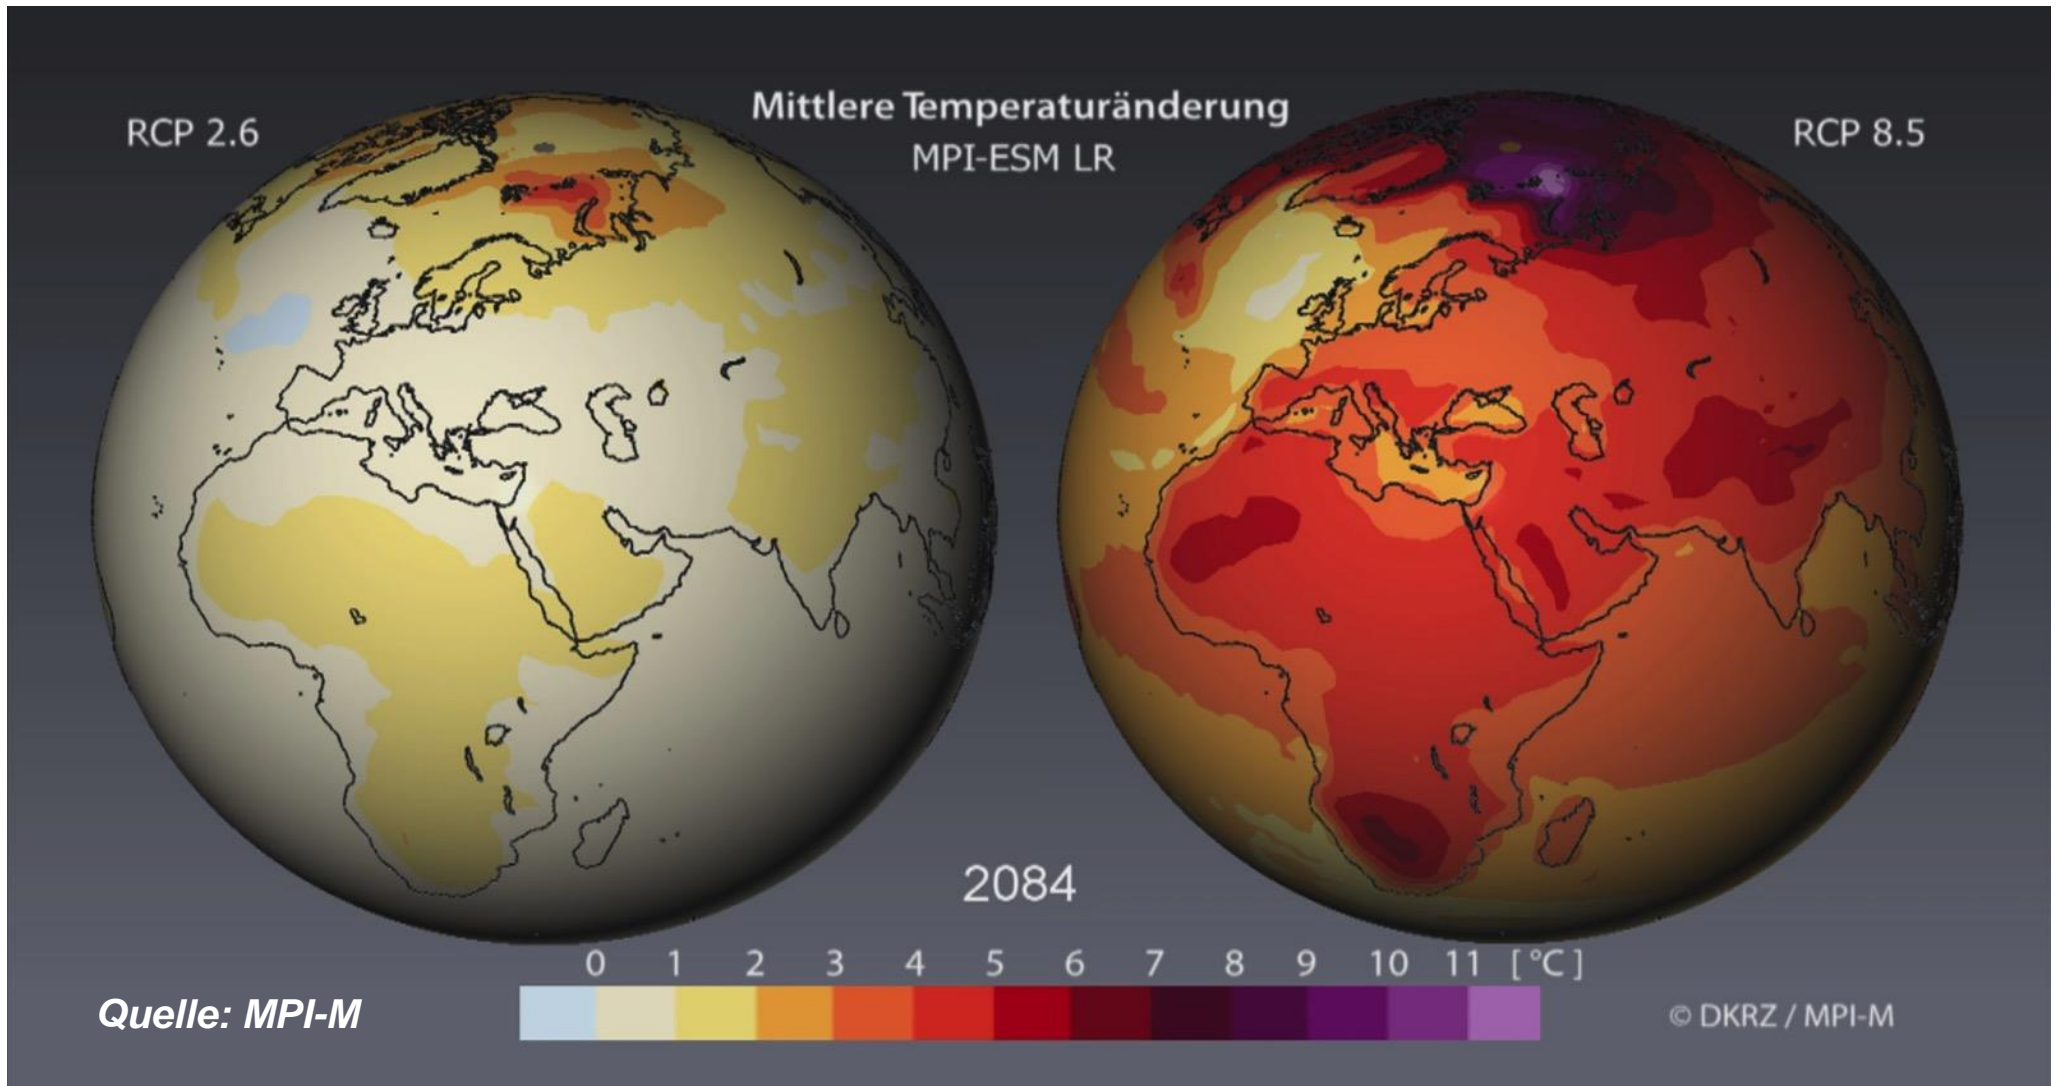 Mittlere Temperaturänderung
RCP 2.6
MPI-ESM LR
RCP 8.5
2084
0 1 2 3 4 5 6 7 8 9 10 11 [°C]
Quelle: MPI-M
© DKRZ / MPI-M